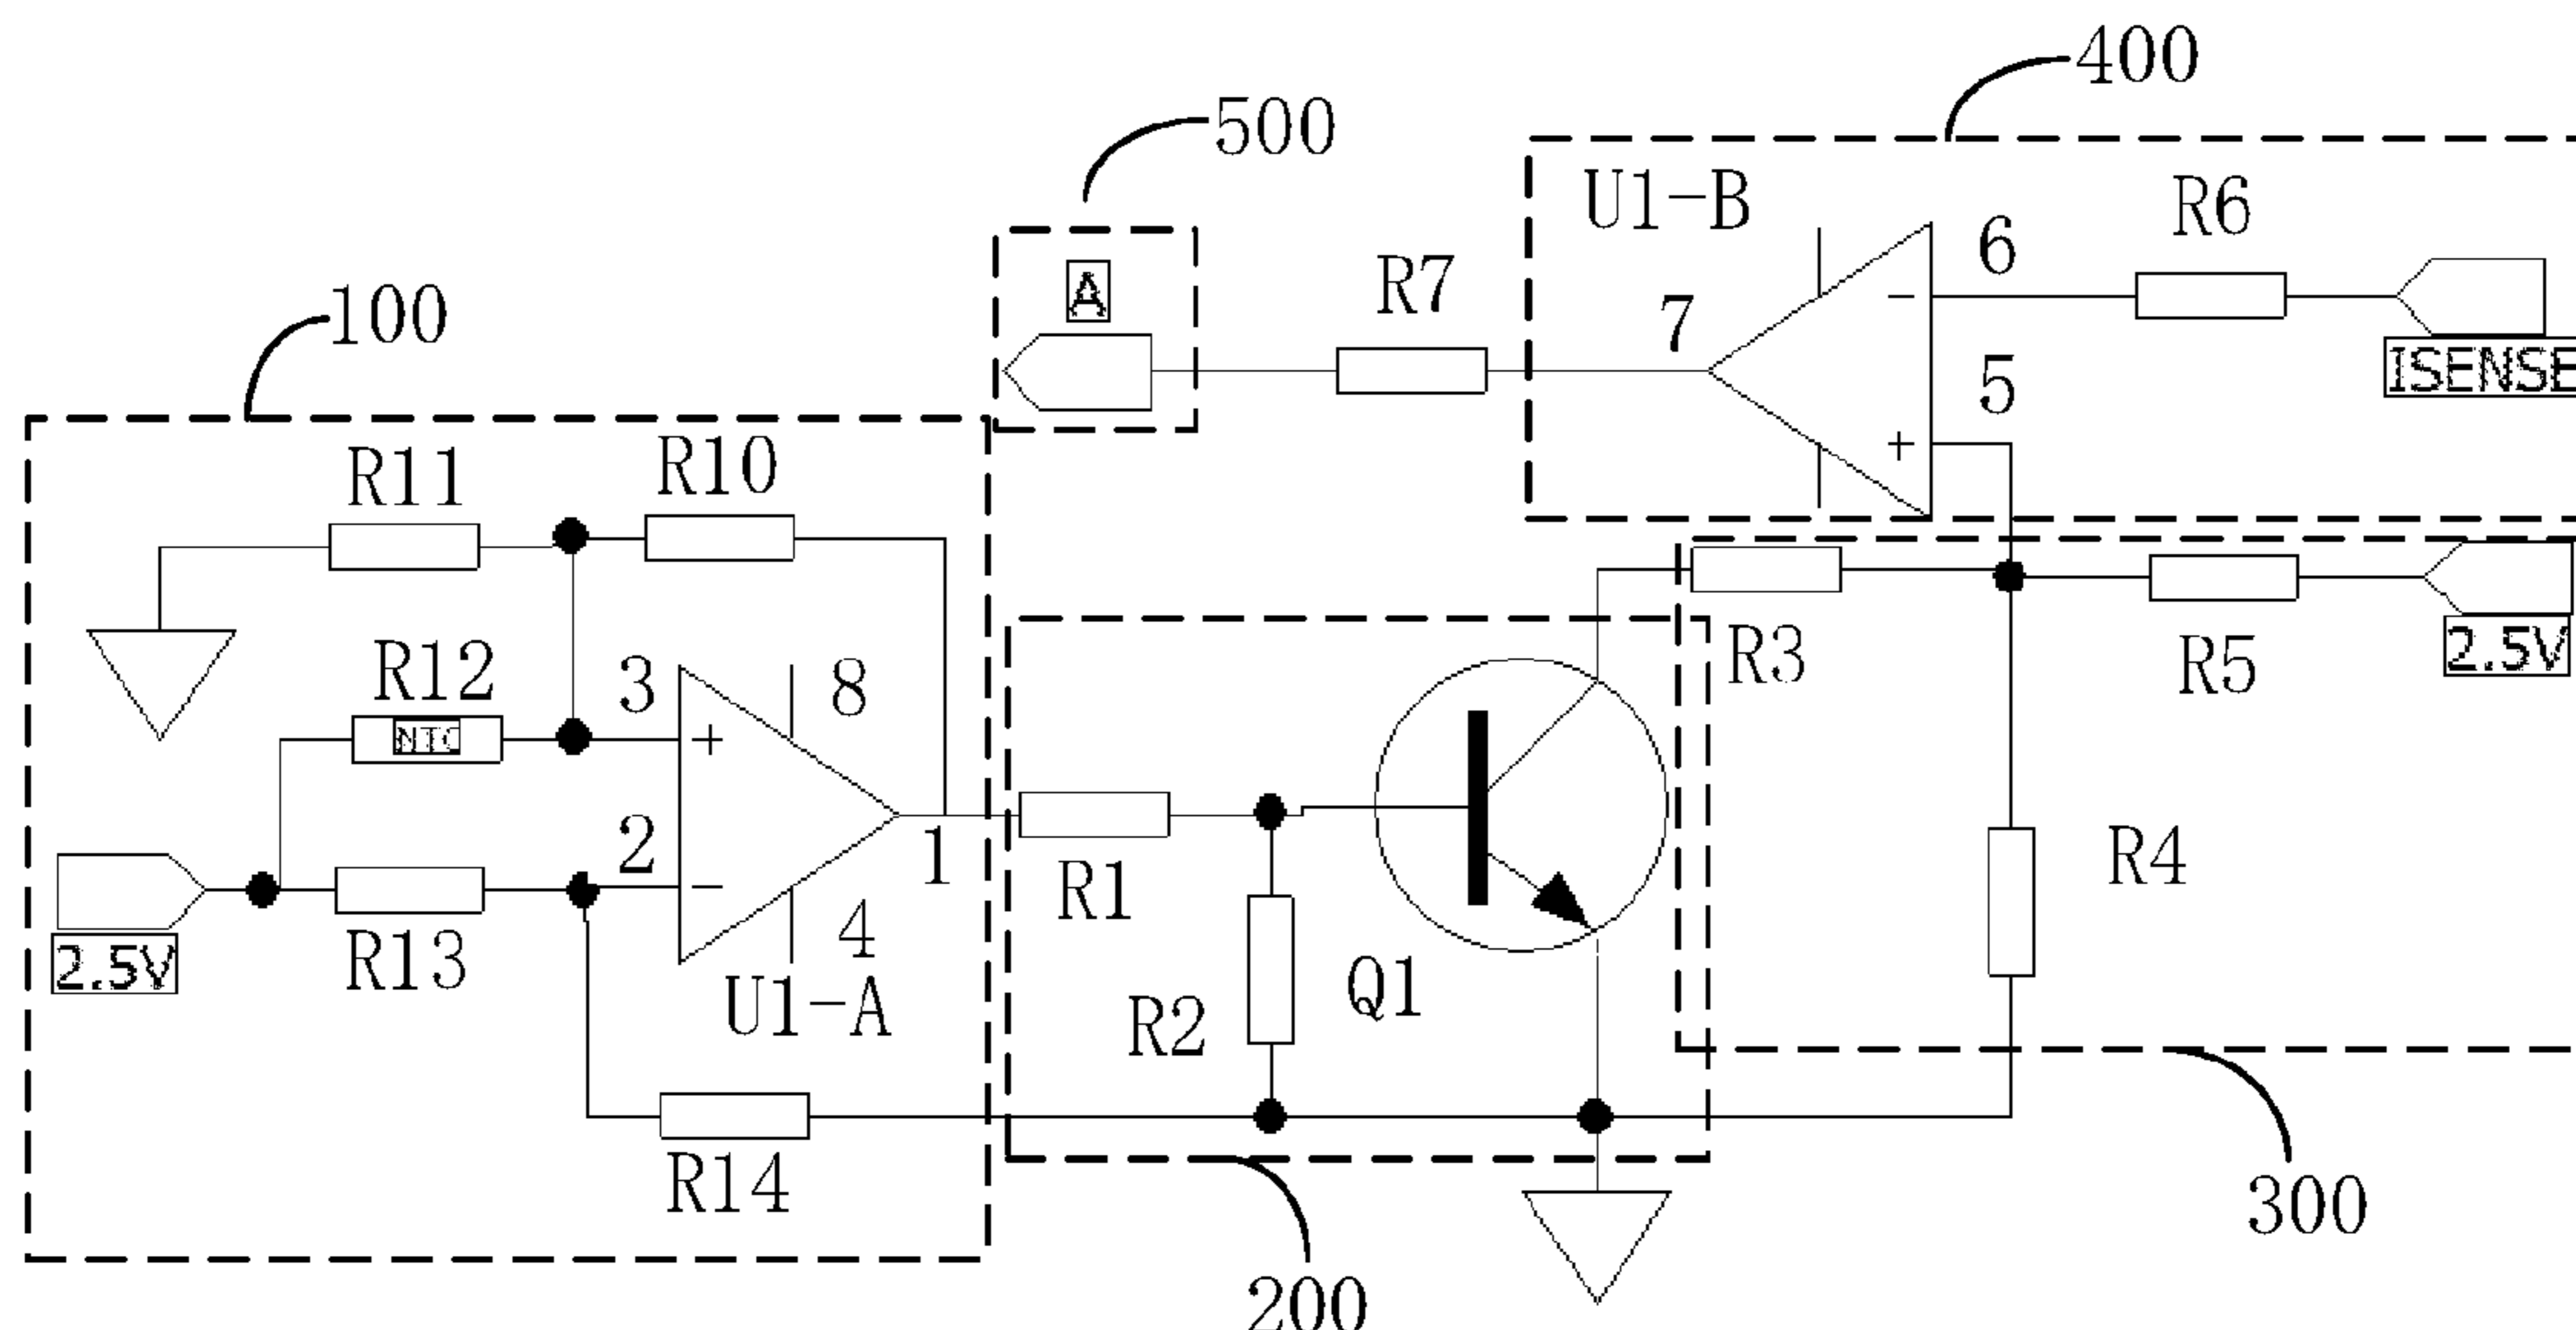 400
500
U1-B
R6
6
A
R7
7
ISENSE
5
100
R11
R10
R12
NTC
3
8
R3
R5
2.5V
2
1
R1
R4
2.5V
R13
4
U1-A
R2
Q1
R14
300
200
+
−
−
+